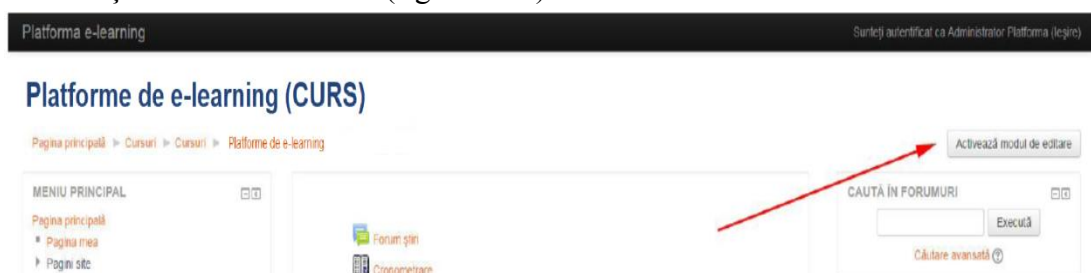 Platforma e-learning
Sunteți autentificat ca Administrator Platforma (Ieșire)
Platforme de e-learning (CURS)
Pagina principală ► Cursuri ► Cursuri ► Platforme de e-learning
Activează modul de editare
MENIU PRINCIPAL
Pagina principală
Pagina mea
Pagini site
Forum știri
Cronometrare
CAUTĂ ÎN FORUMURI
Execută
Căutare avansată